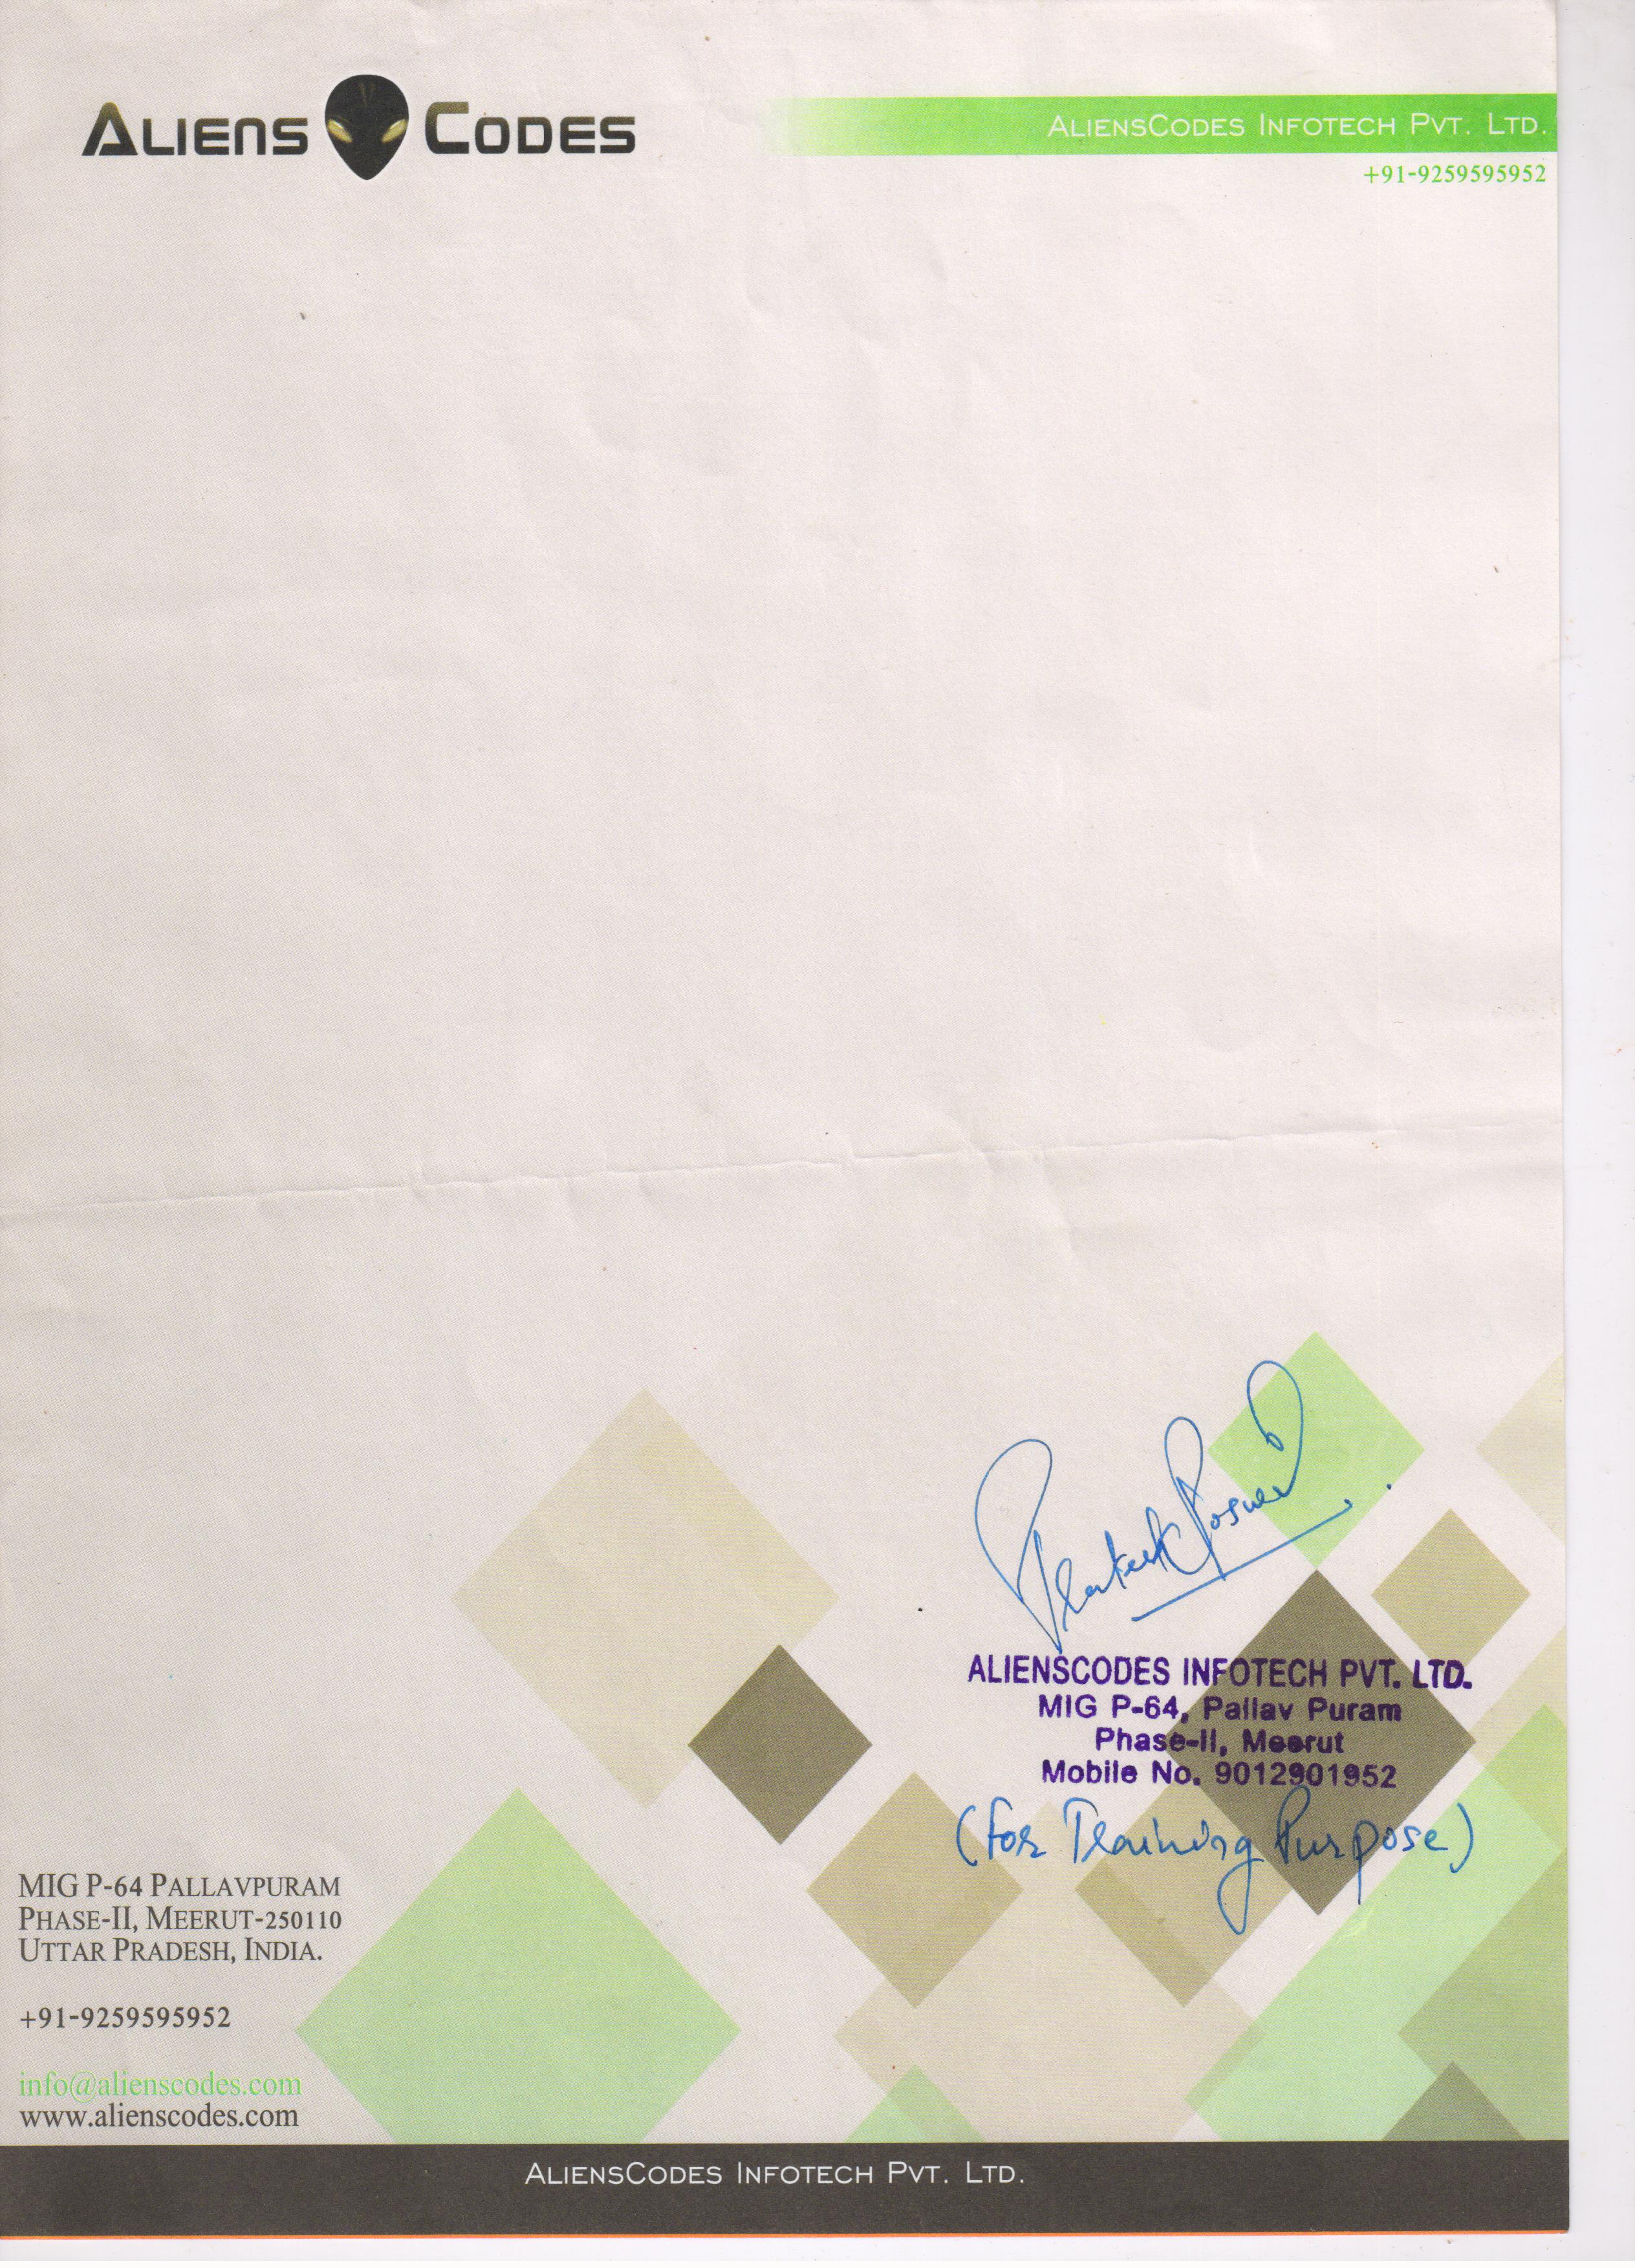 ALIENS CODES
ALIENSCODES INFOTECH PVT. LTD.
+91-9259595952
ALIENSCODES INFOTECH PVT. LTD.
MIG P-64, Pallav Puram
Phase-II, Meerut
Mobile No. 9012901952
(For Training Purpose)
MIG P-64 PALLAVPURAM
PHASE-II, MEERUT-250110
UTTAR PRADESH, INDIA.
+91-9259595952
info@alienscodes.com
www.alienscodes.com
ALIENSCODES INFOTECH PVT. LTD.